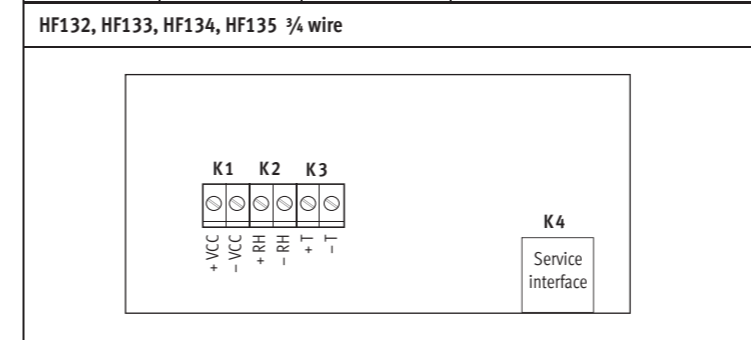 HF132, HF133, HF134, HF135 ¾ wire
K1 K2 K3
+ VCC
– VCC
+ RH
– RH
+ T
– T
K4
Service
interface